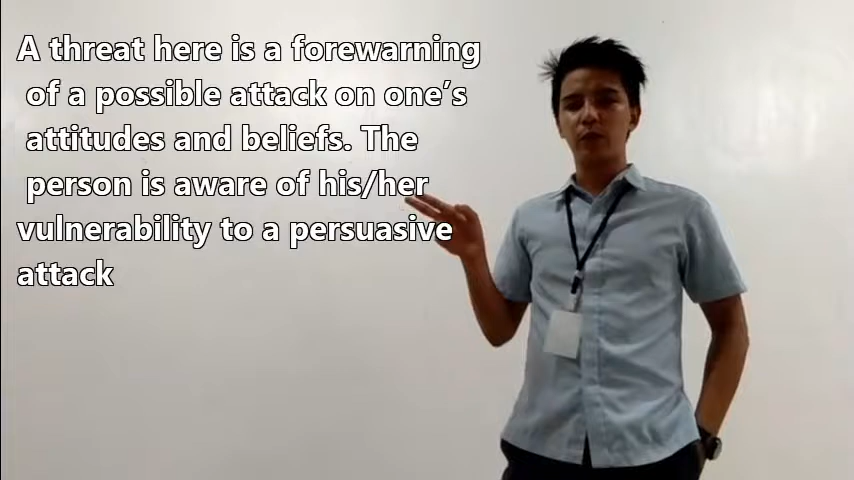 A threat here is a forewarning
of a possible attack on one’s
attitudes and beliefs. The
person is aware of his/her
vulnerability to a persuasive
attack